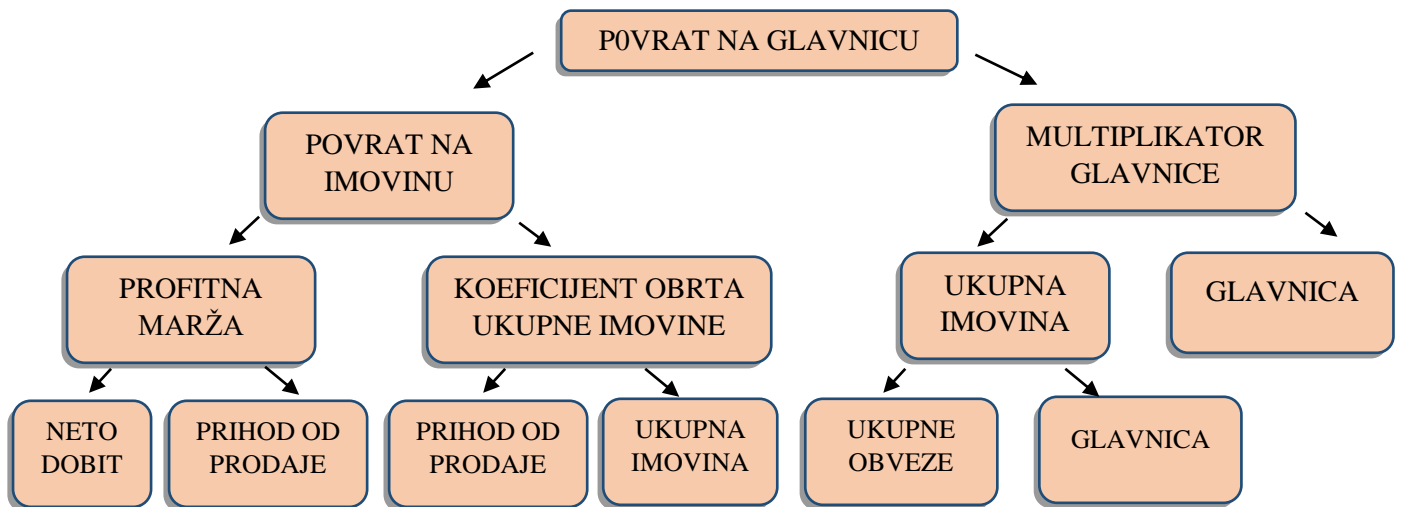 P0VRAT NA GLAVNICU
POVRAT NA
IMOVINU
MULTIPLIKATOR
GLAVNICE
PROFITNA
MARŽA
KOEFICIJENT OBRTA
UKUPNE IMOVINE
UKUPNA
IMOVINA
GLAVNICA
NETO
DOBIT
PRIHOD OD
PRODAJE
PRIHOD OD
PRODAJE
UKUPNA
IMOVINA
UKUPNE
OBVEZE
GLAVNICA